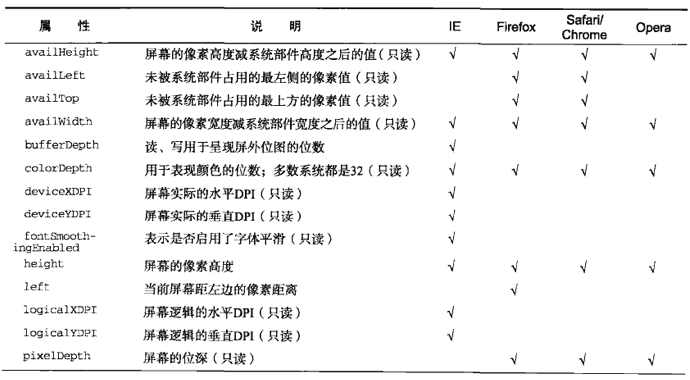 属 性 说 明 IE Firefox Safari/Chrome Opera
availHeight 屏幕的像素高度减系统部件高度之后的值（只读） √ √ √ √
availLeft 未被系统部件占用的最左侧的像素值（只读） √ √
availTop 未被系统部件占用的最上方的像素值（只读） √ √
availWidth 屏幕的像素宽度减系统部件宽度之后的值（只读） √ √ √ √
bufferDepth 读、写用于呈现屏外位图的位数 √
colorDepth 用于表现颜色的位数；多数系统都是32（只读） √ √ √ √
deviceXDPI 屏幕实际的水平DPI（只读） √
deviceYDPI 屏幕实际的垂直DPI（只读） √
fontSmooth-
ingEnabled 表示是否启用了字体平滑（只读） √
height 屏幕的像素高度 √ √ √ √
left 当前屏幕距左边的像素距离 √
logicalXDPI 屏幕逻辑的水平DPI（只读） √
logicalYDPI 屏幕逻辑的垂直DPI（只读） √
pixelDepth 屏幕的位深（只读） √ √ √